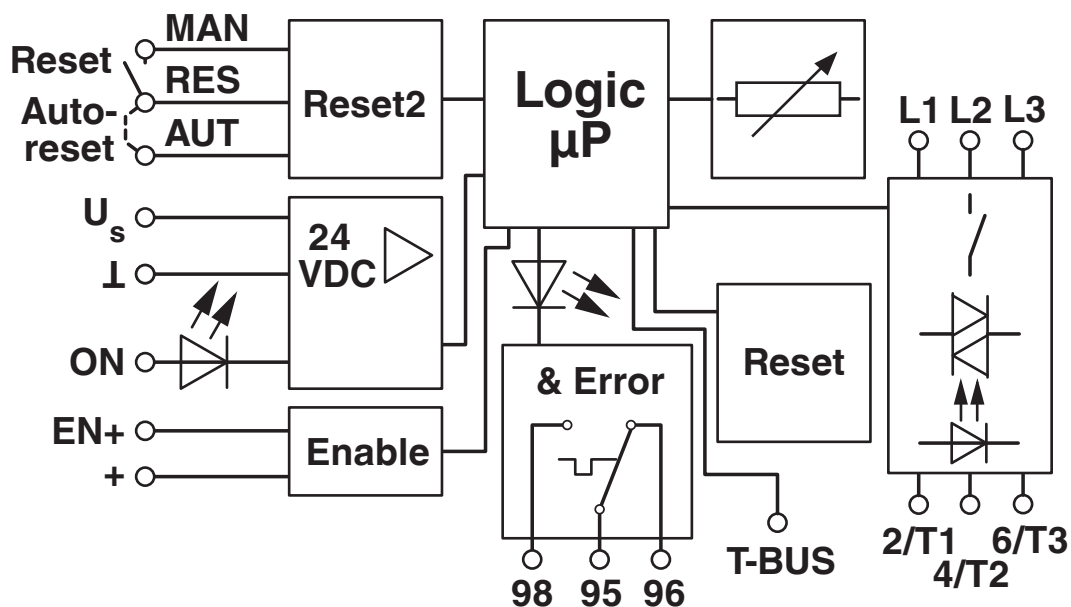 MAN
Reset
RES
Auto-
reset
AUT
Reset2
Logic
µP
L1 L2 L3
Us
24
VDC
⊥
ON
EN+
+
Enable
& Error
Reset
98 95 96
T-BUS
2/T1 6/T3
4/T2